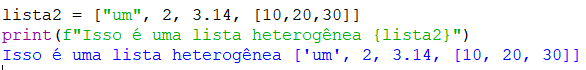 lista2 = ["um", 2, 3.14, [10,20,30]]
print(f"Isso é uma lista heterogênea {lista2}")
Isso é uma lista heterogênea ['um', 2, 3.14, [10, 20, 30]]